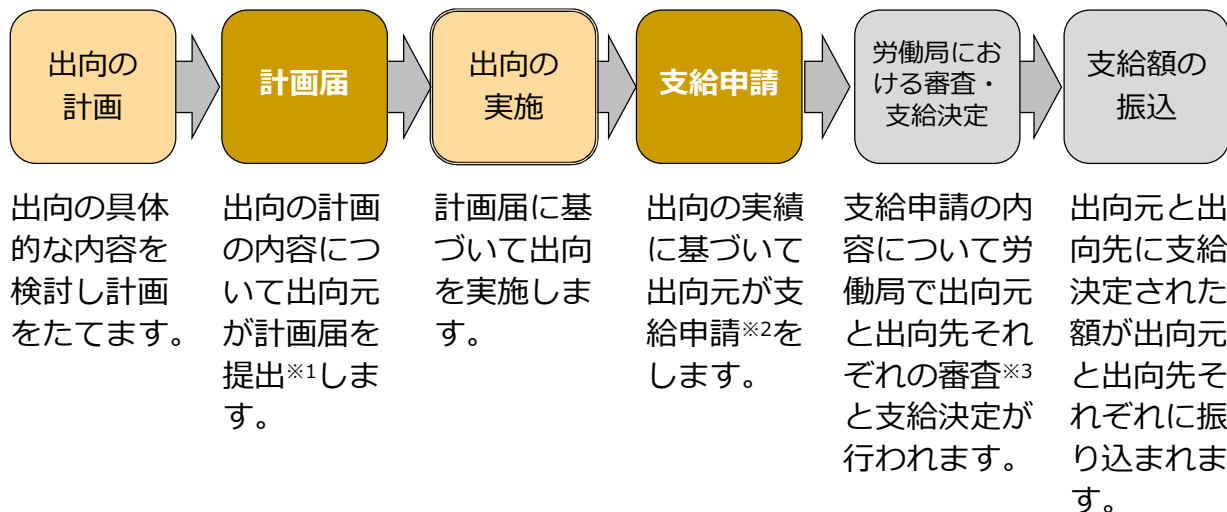 出向の
計画
計画届
出向の
実施
支給申請
労働局にお
ける審査・
支給決定
支給額の
振込
出向の具体
的な内容を
検討し計画
をたてます。
出向の計画
の内容につ
いて出向元
が計画届を
提出※1しま
す。
計画届に基
づいて出向
を実施しま
す。
出向の実績
に基づいて
出向元が支
給申請※2を
します。
支給申請の内
容について労
働局で出向元
と出向先それ
ぞれの審査※3
と支給決定が
行われます。
出向元と出
向先に支給
決定された
額が出向元
と出向先そ
れぞれに振
り込まれま
す。